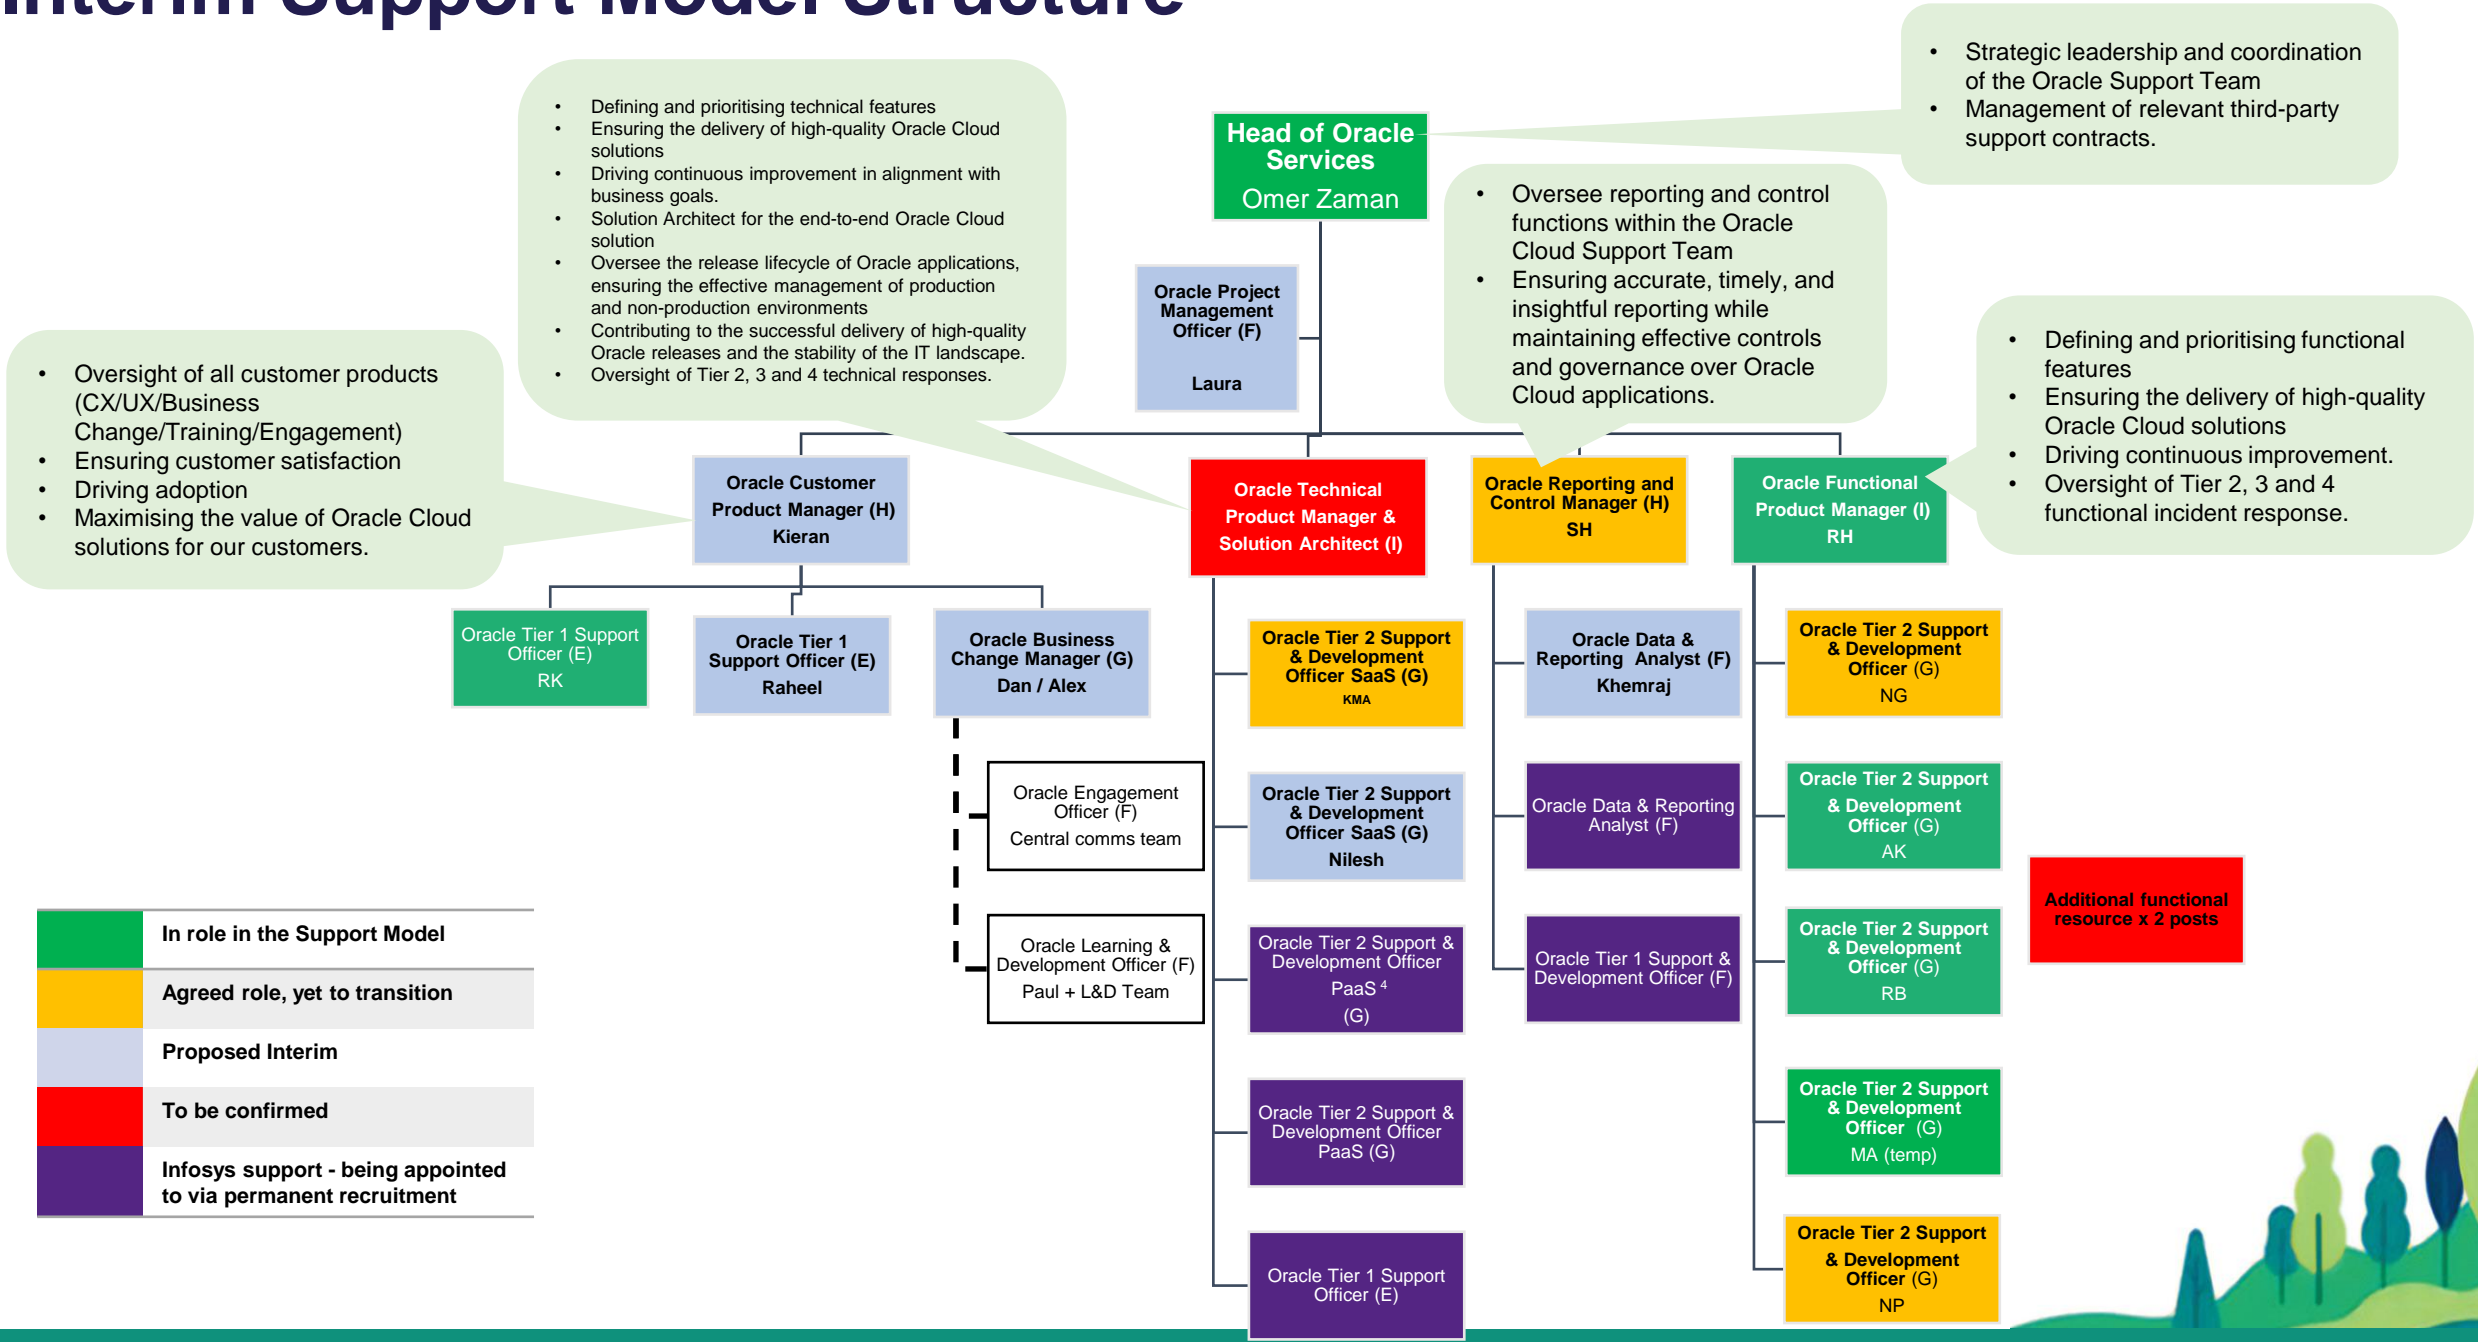 Interim Support Model Structure
• Strategic leadership and coordination
of the Oracle Support Team
• Management of relevant third-party
support contracts.
• Defining and prioritising technical features
• Ensuring the delivery of high-quality Oracle Cloud
solutions
• Driving continuous improvement in alignment with
business goals.
• Solution Architect for the end-to-end Oracle Cloud
solution
• Oversee the release lifecycle of Oracle applications,
ensuring the effective management of production
and non-production environments
• Contributing to the successful delivery of high-quality
Oracle releases and the stability of the IT landscape.
• Oversight of Tier 2, 3 and 4 technical responses.
Head of Oracle
Services
Omer Zaman
• Oversee reporting and control
functions within the Oracle
Cloud Support Team
• Ensuring accurate, timely, and
insightful reporting while
maintaining effective controls
and governance over Oracle
Cloud applications.
Oracle Project
Management
Officer (F)
Laura
• Defining and prioritising functional
features
• Ensuring the delivery of high-quality
Oracle Cloud solutions
• Driving continuous improvement.
• Oversight of Tier 2, 3 and 4
functional incident response.
• Oversight of all customer products
(CX/UX/Business
Change/Training/Engagement)
• Ensuring customer satisfaction
• Driving adoption
• Maximising the value of Oracle Cloud
solutions for our customers.
Oracle Customer
Product Manager (H)
Kieran
Oracle Technical
Product Manager &
Solution Architect (I)
Oracle Reporting and
Control Manager (H)
SH
Oracle Functional
Product Manager (I)
RH
Oracle Tier 1 Support
Officer (E)
RK
Oracle Tier 1
Support Officer (E)
Raheel
Oracle Business
Change Manager (G)
Dan / Alex
Oracle Engagement
Officer (F)
Central comms team
Oracle Learning &
Development Officer (F)
Paul + L&D Team
Oracle Tier 2 Support
& Development
Officer SaaS (G)
KMA
Oracle Tier 2 Support
& Development
Officer SaaS (G)
Nilesh
Oracle Tier 2 Support &
Development Officer
PaaS 4
(G)
Oracle Tier 2 Support &
Development Officer
PaaS (G)
Oracle Tier 1 Support
Officer (E)
Oracle Data &
Reporting Analyst (F)
Khemraj
Oracle Data & Reporting
Analyst (F)
Oracle Tier 1 Support &
Development Officer (F)
Oracle Tier 2 Support
& Development
Officer (G)
NG
Oracle Tier 2 Support
& Development
Officer (G)
AK
Oracle Tier 2 Support
& Development
Officer (G)
RB
Oracle Tier 2 Support
& Development
Officer (G)
MA (temp)
Oracle Tier 2 Support
& Development
Officer (G)
NP
Additional functional
resource x 2 posts
In role in the Support Model
Agreed role, yet to transition
Proposed Interim
To be confirmed
Infosys support - being appointed
to via permanent recruitment